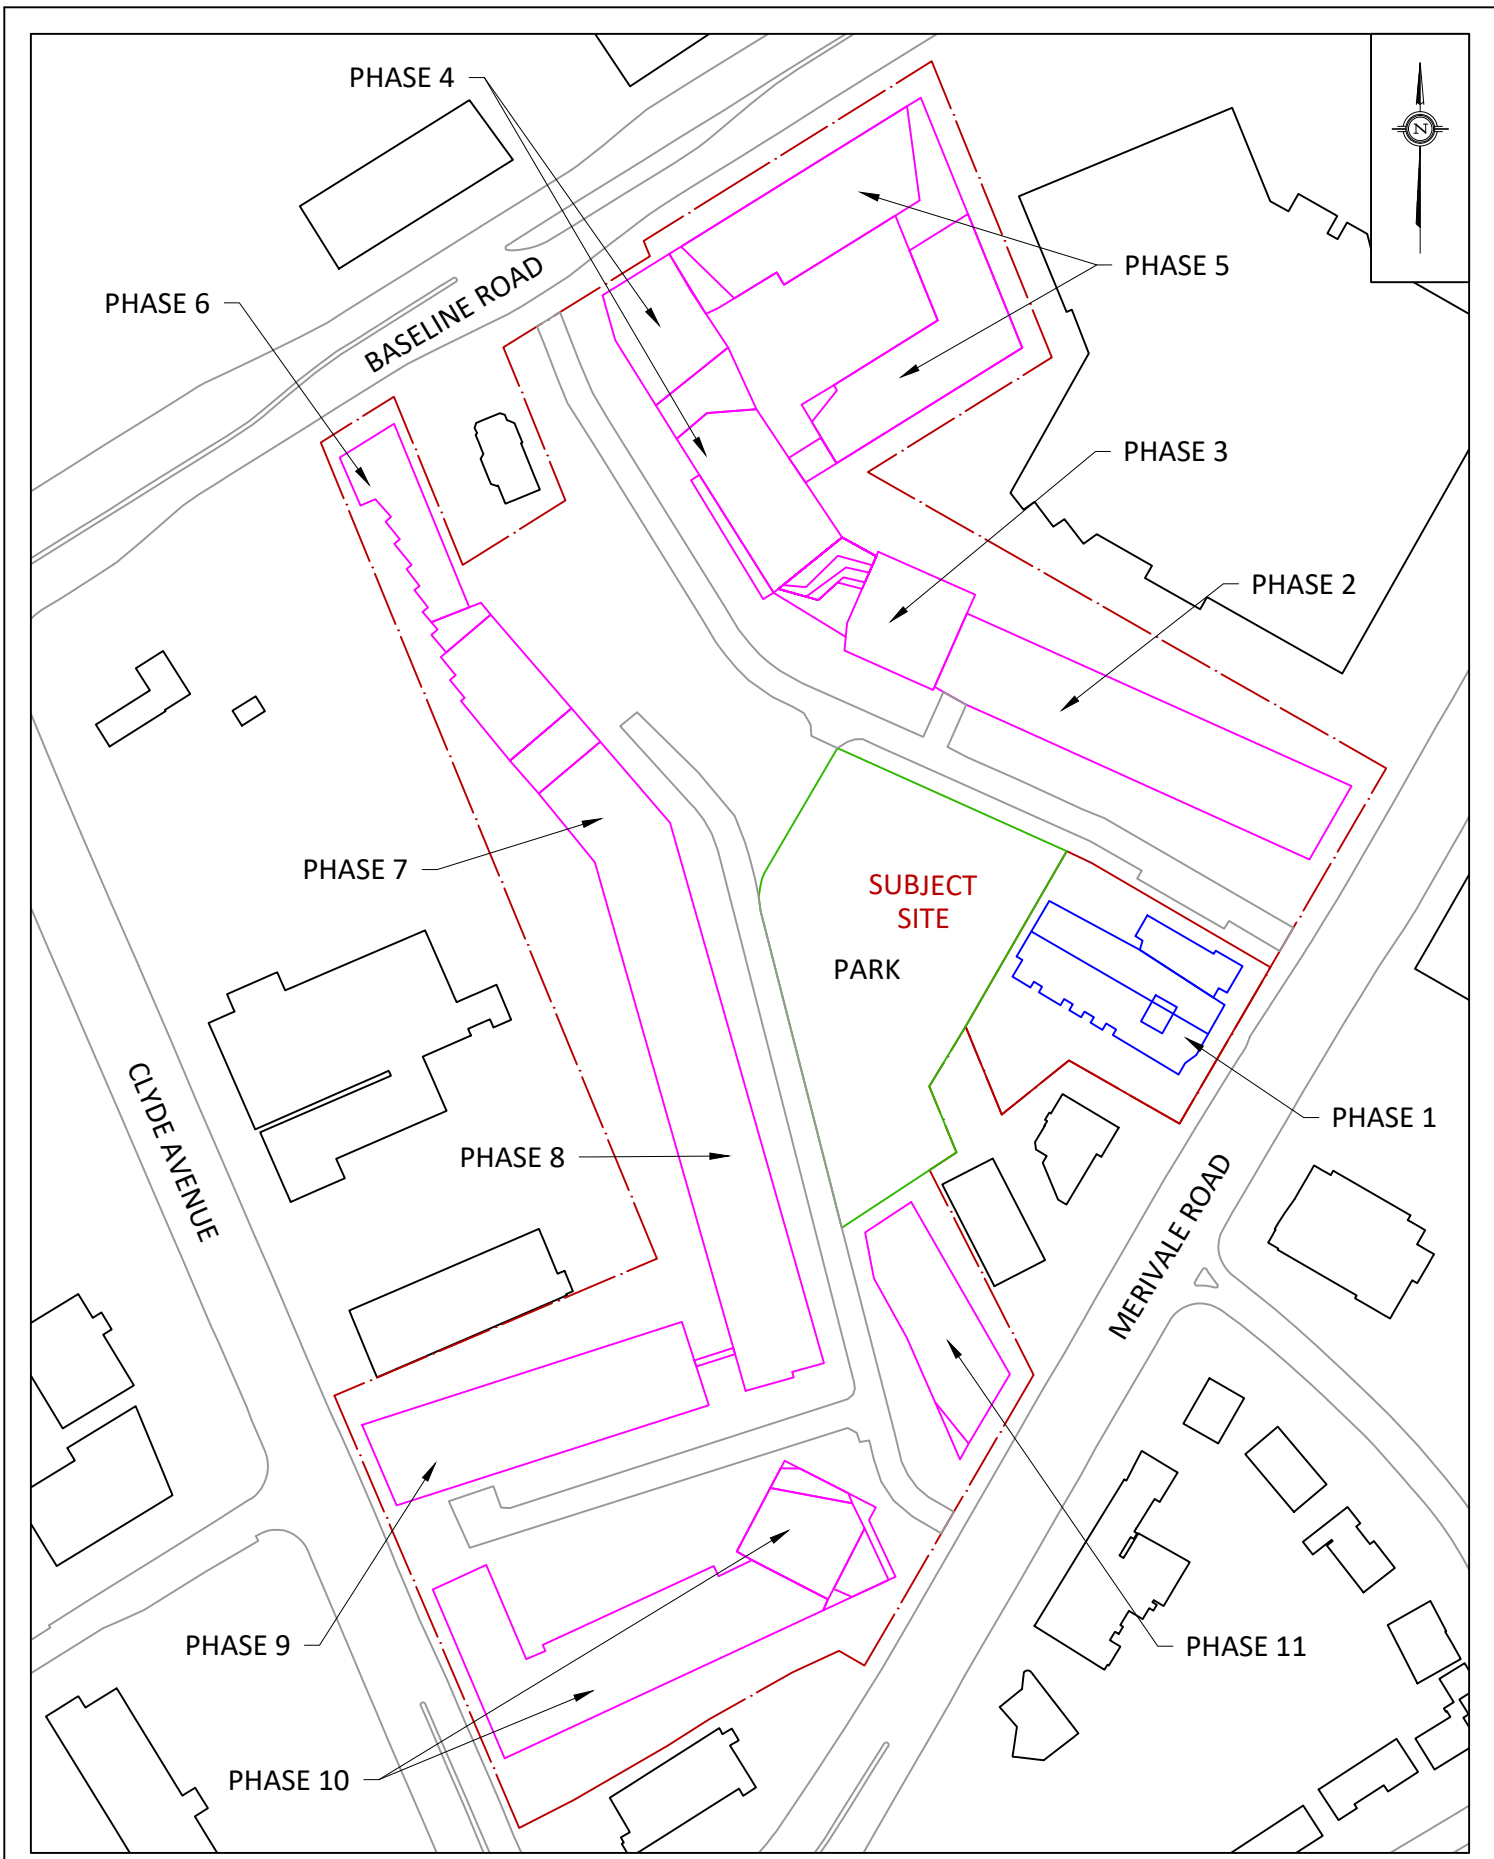 PHASE 4
N
PHASE 5
PHASE 6
BASELINE ROAD
PHASE 3
PHASE 2
PHASE 7
SUBJECT
SITE
PARK
CLYDE AVENUE
PHASE 1
PHASE 8
MERIVALE ROAD
PHASE 9
PHASE 11
PHASE 10